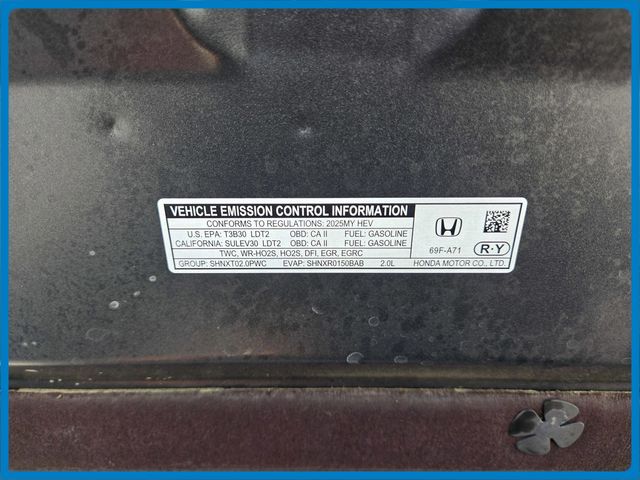 VEHICLE EMISSION CONTROL INFORMATION
CONFORMS TO REGULATIONS: 2025MY HEV
U.S. EPA: T3B30 LDT2 OBD: CA II FUEL: GASOLINE
CALIFORNIA: SULEV30 LDT2 OBD: CA II FUEL: GASOLINE
TWC, WR-HO2S, HO2S, DFI, EGR, EGRC
GROUP: SHNXT02.0PWC EVAP: SHNXR0150BAB 2.0L
69F-A71
R·Y
HONDA MOTOR CO., LTD.